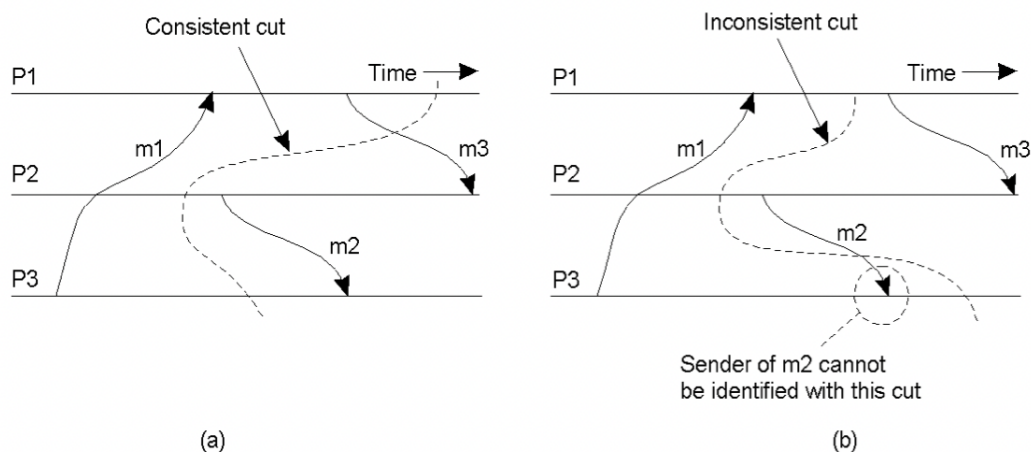 Consistent cut
Time
P1
m1
m3
P2
m2
P3
(a)
Inconsistent cut
Time
P1
m1
m3
P2
m2
P3
Sender of m2 cannot
be identified with this cut
(b)